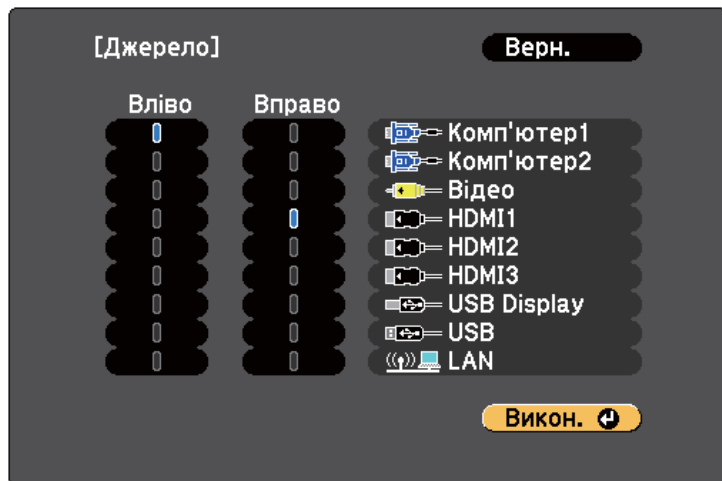 [Джерело] Верн.
Вліво Вправо
Комп'ютер1
Комп'ютер2
Відео
HDMI1
HDMI2
HDMI3
USB Display
USB
LAN
Викон.